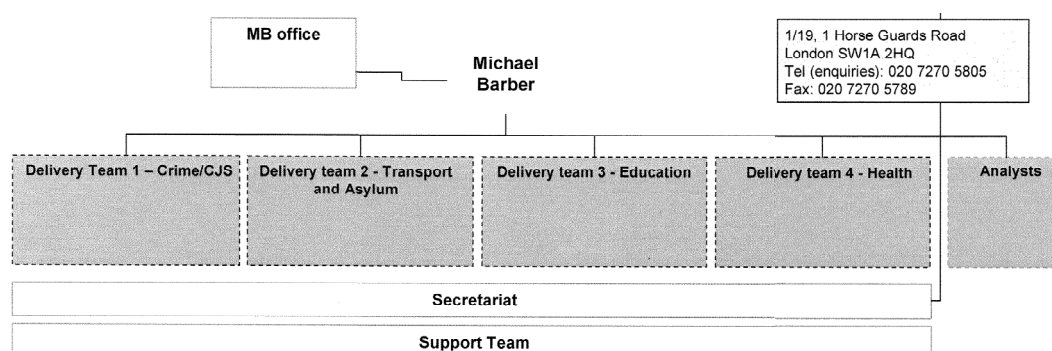 MB office
Michael
Barber
1/19, 1 Horse Guards Road
London SW1A 2HQ
Tel (enquiries): 020 7270 5805
Fax: 020 7270 5789
Delivery Team 1 – Crime/CJS
Delivery team 2 - Transport
and Asylum
Delivery team 3 - Education
Delivery team 4 - Health
Analysts
Secretariat
Support Team